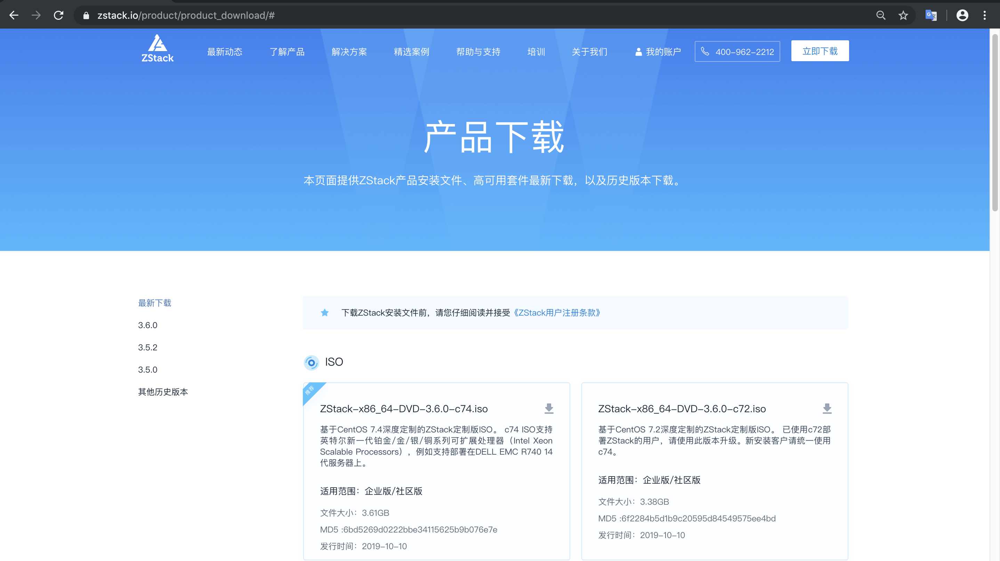 zstack.io/product/product_download/#
ZStack
最新动态
了解产品
解决方案
精选案例
帮助与支持
培训
关于我们
我的账户
400-962-2212
立即下载
产品下载
本页面提供ZStack产品安装文件、高可用套件最新下载，以及历史版本下载。
最新下载
3.6.0
3.5.2
3.5.0
其他历史版本
下载ZStack安装文件前，请您仔细阅读并接受《ZStack用户注册条款》
ISO
推荐
ZStack-x86_64-DVD-3.6.0-c74.iso
基于CentOS 7.4深度定制的ZStack定制版ISO。 c74 ISO支持
英特尔新一代铂金/金/银/铜系列可扩展处理器（Intel Xeon
Scalable Processors），例如支持部署在DELL EMC R740 14
代服务器上。
适用范围：企业版/社区版
文件大小：3.61GB
MD5 :6bd5269d0222bbe34115625b9b076e7e
发行时间：2019-10-10
ZStack-x86_64-DVD-3.6.0-c72.iso
基于CentOS 7.2深度定制的ZStack定制版ISO。 已使用c72部
署ZStack的用户，请使用此版本升级。新安装客户请统一使用
c74。
适用范围：企业版/社区版
文件大小：3.38GB
MD5 :6f2284b5d1b9c20595d84549575ee4bd
发行时间：2019-10-10